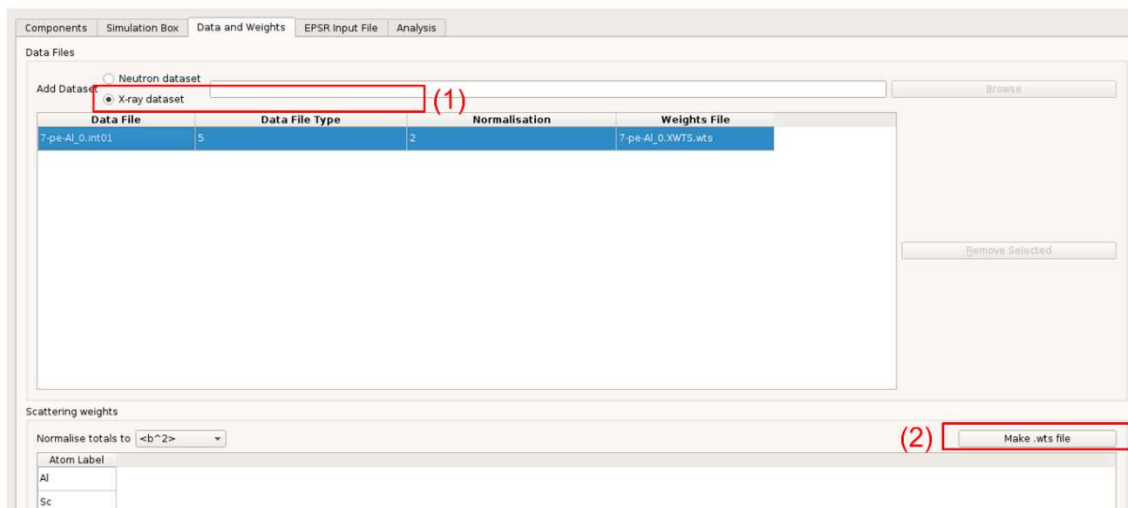 Components Simulation Box Data and Weights EPSR Input File Analysis
Data Files
Neutron dataset
Add Dataset
X-ray dataset
(1)
Browse
Data File Data File Type Normalisation Weights File
7-pe-Al_0.int01 5 2 7-pe-Al_0.XWTS.wts
Remove Selected
Scattering weights
Normalise totals to <b^2> (2) Make .wts file
Atom Label
Al
Sc